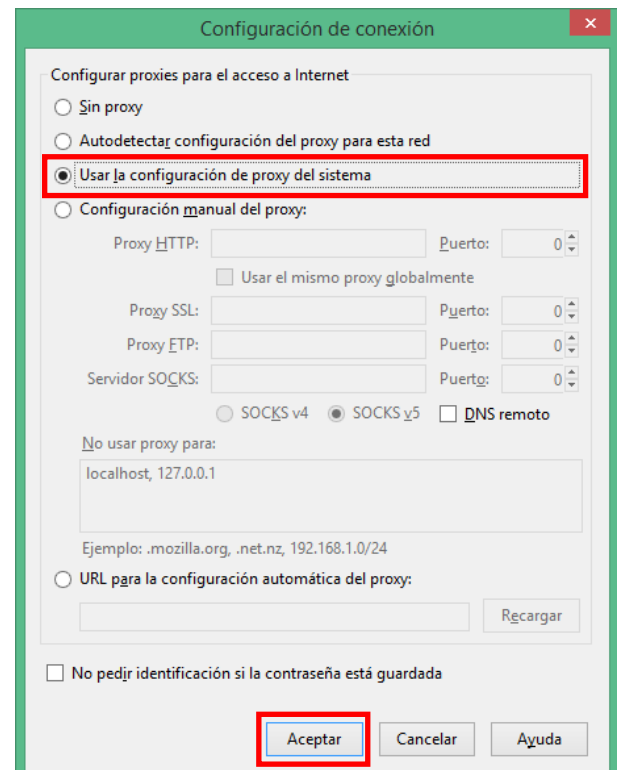 Configuración de conexión
Configurar proxies para el acceso a Internet
Sin proxy
Autodetectar configuración del proxy para esta red
Usar la configuración de proxy del sistema
Configuración manual del proxy:
Proxy HTTP: Puerto: 0
Usar el mismo proxy globalmente
Proxy SSL: Puerto: 0
Proxy FTP: Puerto: 0
Servidor SOCKS: Puerto: 0
SOCKS v4 SOCKS v5 DNS remoto
No usar proxy para:
localhost, 127.0.0.1
Ejemplo: .mozilla.org, .net.nz, 192.168.1.0/24
URL para la configuración automática del proxy:
Recargar
No pedir identificación si la contraseña está guardada
Aceptar Cancelar Ayuda